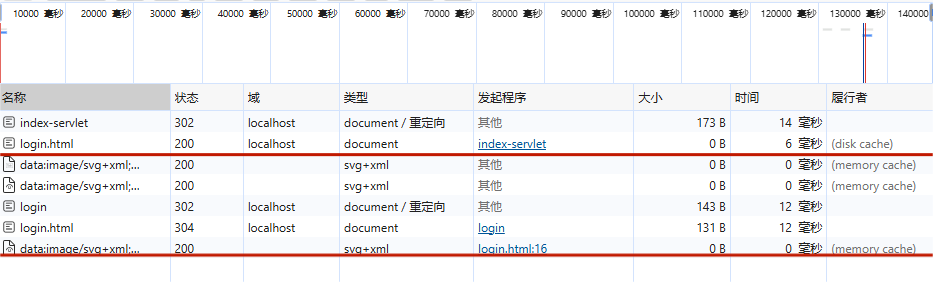 10000 毫秒 20000 毫秒 30000 毫秒 40000 毫秒 50000 毫秒 60000 毫秒 70000 毫秒 80000 毫秒 90000 毫秒 100000 毫秒 110000 毫秒 120000 毫秒 130000 毫秒 140000
名称 状态 域 类型 发起程序 大小 时间 履行者
index-servlet 302 localhost document / 重定向 其他 173 B 14 毫秒
login.html 200 localhost document index-servlet 0 B 6 毫秒 (disk cache)
data:image/svg+xml;... 200 svg+xml 其他 0 B 0 毫秒 (memory cache)
data:image/svg+xml;... 200 svg+xml 其他 0 B 0 毫秒 (memory cache)
login 302 localhost document / 重定向 其他 143 B 12 毫秒
login.html 304 localhost document login 131 B 12 毫秒
data:image/svg+xml;... 200 svg+xml login.html:16 0 B 0 毫秒 (memory cache)